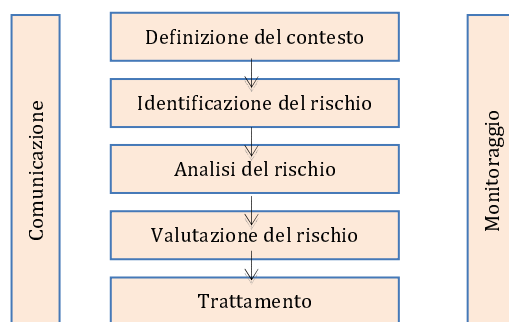 Comunicazione
Definizione del contesto
Identificazione del rischio
Analisi del rischio
Valutazione del rischio
Trattamento
Monitoraggio